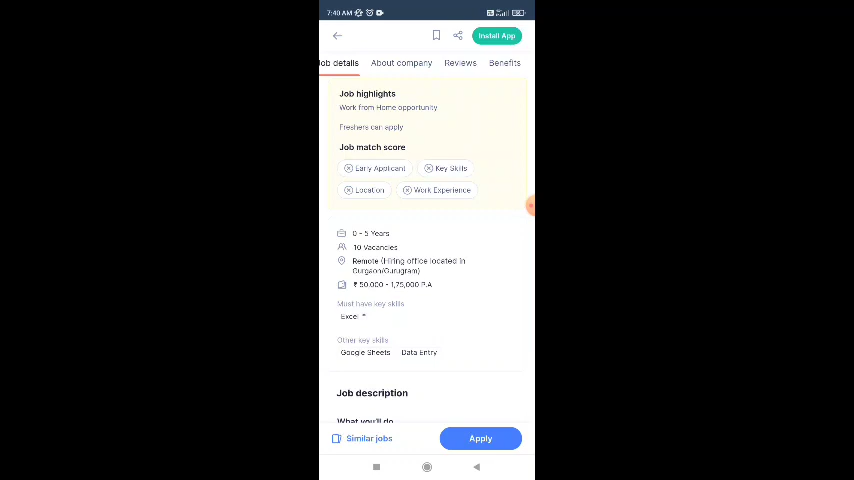 7:40 AM
Install App
Job details About company Reviews Benefits
Job highlights
Work from Home opportunity
Freshers can apply
Job match score
Early Applicant Key Skills
Location Work Experience
0 - 5 Years
10 Vacancies
Remote (Hiring office located in
Gurgaon/Gurugram)
₹ 50,000 - 1,75,000 P.A
Must have key skills
Excel *
Other key skills
Google Sheets Data Entry
Job description
What you'll do
Similar jobs Apply